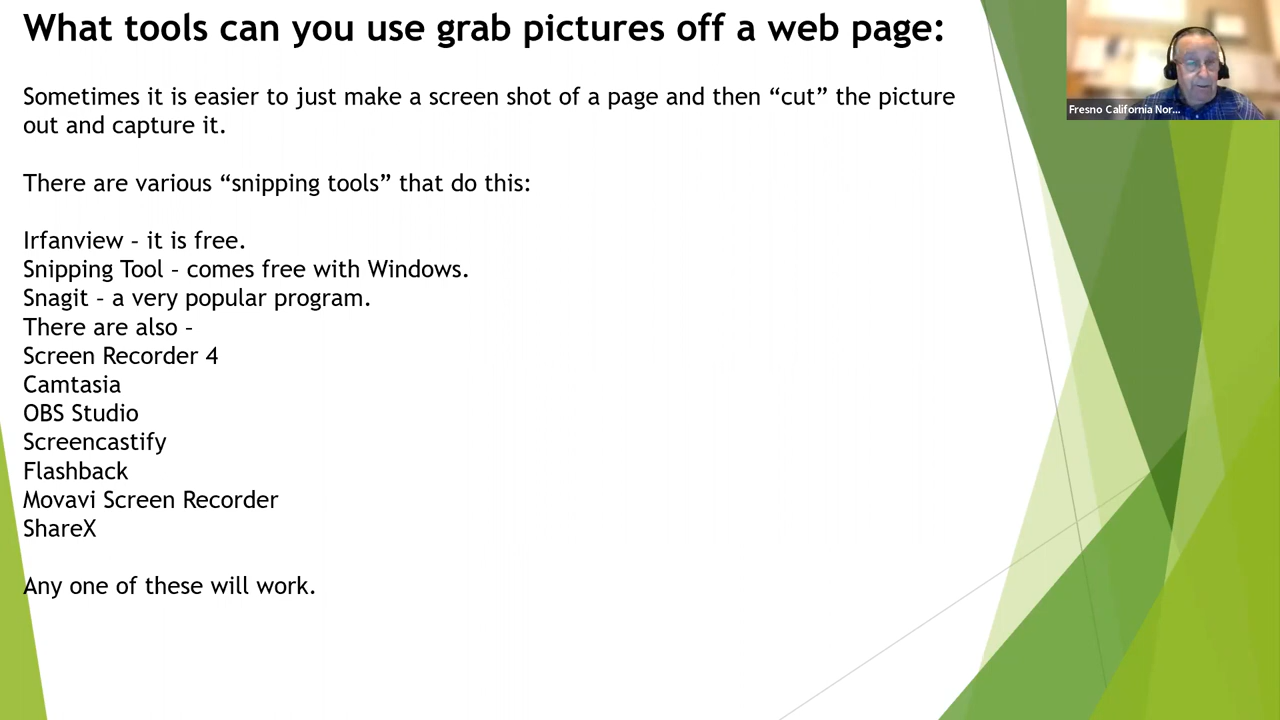 What tools can you use grab pictures off a web page:
Sometimes it is easier to just make a screen shot of a page and then “cut” the picture
out and capture it.
There are various “snipping tools” that do this:
Irfanview – it is free.
Snipping Tool – comes free with Windows.
Snagit – a very popular program.
There are also –
Screen Recorder 4
Camtasia
OBS Studio
Screencastify
Flashback
Movavi Screen Recorder
ShareX
Any one of these will work.
Fresno California Nor...